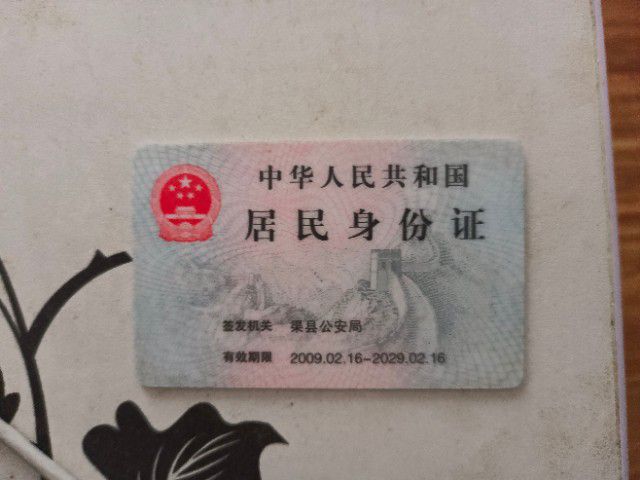 中华人民共和国
居民身份证
签发机关 渠县公安局
有效期限 2009.02.16-2029.02.16